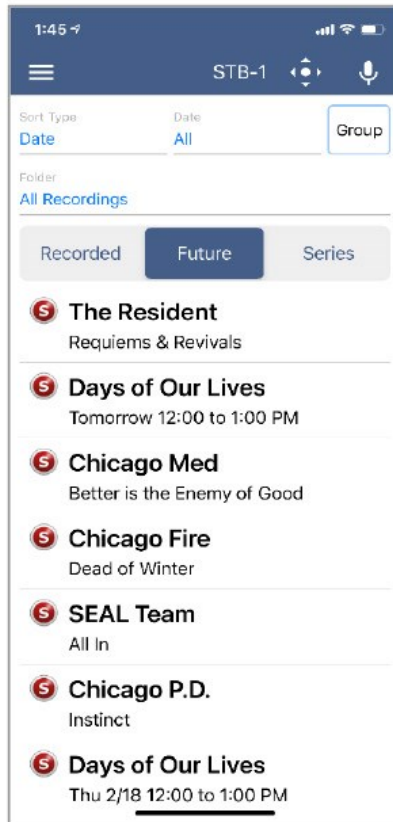 1:45
STB-1
Sort Type
Date
Date
All
Group
Folder
All Recordings
Recorded
Future
Series
S The Resident
Requiems & Revivals
S Days of Our Lives
Tomorrow 12:00 to 1:00 PM
S Chicago Med
Better is the Enemy of Good
S Chicago Fire
Dead of Winter
S SEAL Team
All In
S Chicago P.D.
Instinct
S Days of Our Lives
Thu 2/18 12:00 to 1:00 PM